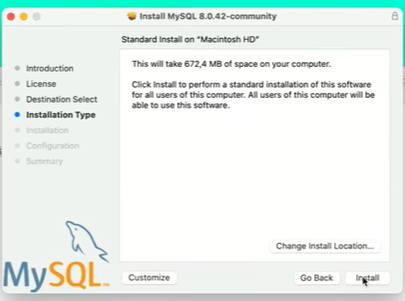 Install MySQL 8.0.42-community
Standard Install on "Macintosh HD"
Introduction
License
Destination Select
Installation Type
Installation
Configuration
Summary
This will take 672,4 MB of space on your computer.
Click Install to perform a standard installation of this software
for all users of this computer. All users of this computer will be
able to use this software.
Change Install Location...
MySQL™
Customize
Go Back
Install